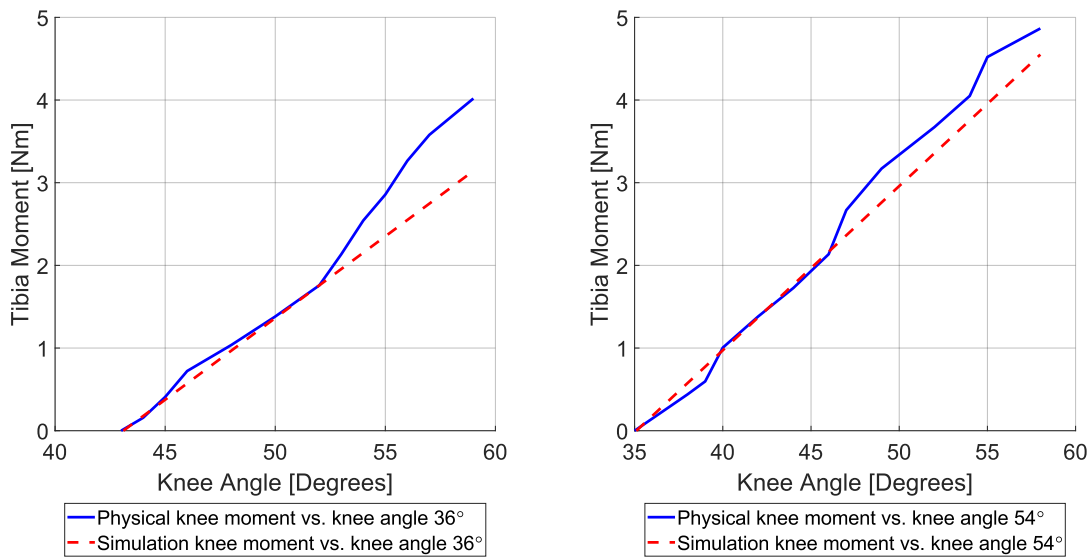 5
4
3
2
1
0
Tibia Moment [Nm]
40
45
50
55
60
Knee Angle [Degrees]
Physical knee moment vs. knee angle 36°
Simulation knee moment vs. knee angle 36°
5
4
3
2
1
0
Tibia Moment [Nm]
35
40
45
50
55
60
Knee Angle [Degrees]
Physical knee moment vs. knee angle 54°
Simulation knee moment vs. knee angle 54°